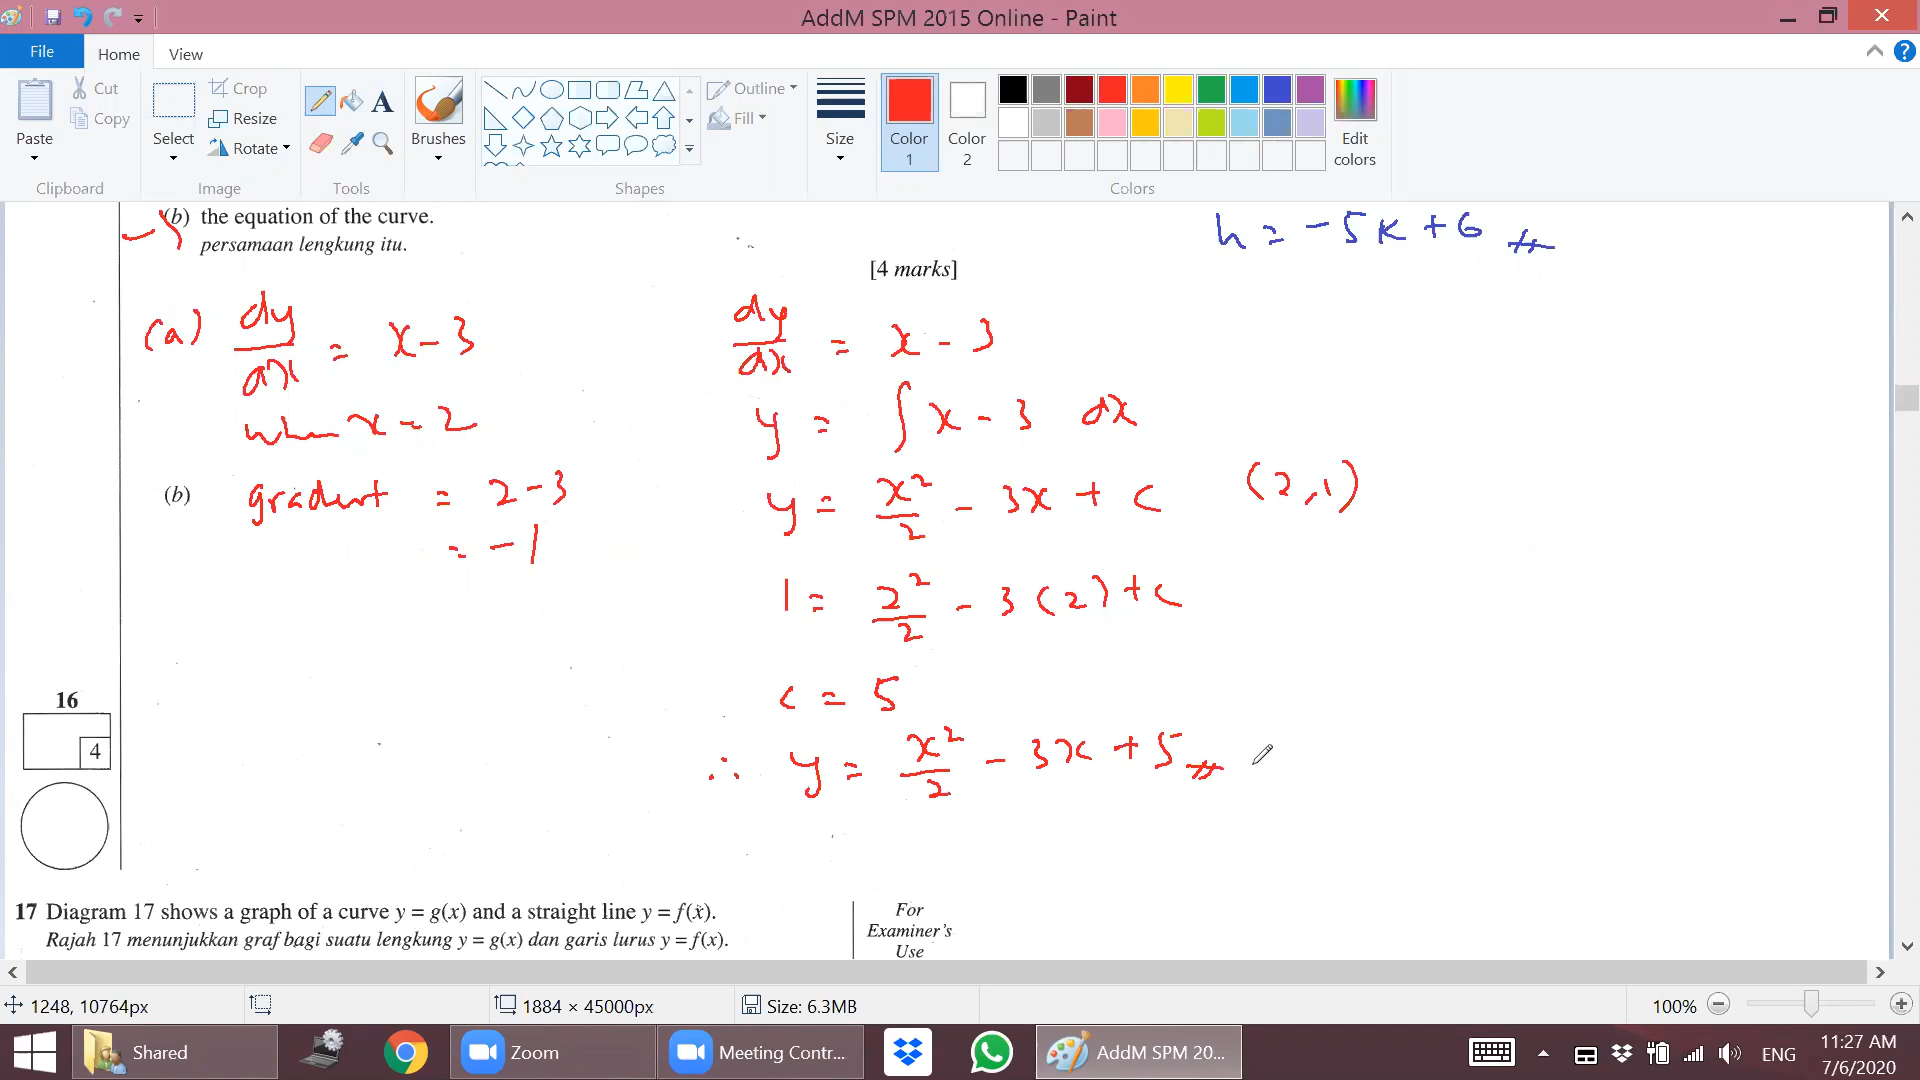 AddM SPM 2015 Online - Paint
File Home View
Paste
Cut
Copy
Clipboard
Select
Crop
Resize
Rotate
Image
A
Tools
Brushes
Outline
Fill
Shapes
Size
Color 1
Color 2
Edit colors
Colors
(b) the equation of the curve.
persamaan lengkung itu.
[4 marks]
h = -5k + 6
(a) dy/dx = x - 3
when x = 2
(b) gradient = 2 - 3
= -1
dy/dx = x - 3
y = ∫ x - 3 dx
y = x²/2 - 3x + c (2, 1)
1 = 2²/2 - 3(2) + c
c = 5
∴ y = x²/2 - 3x + 5
16
4
17 Diagram 17 shows a graph of a curve y = g(x) and a straight line y = f(x).
Rajah 17 menunjukkan graf bagi suatu lengkung y = g(x) dan garis lurus y = f(x).
For
Examiner's
Use
1248, 10764px
1884 × 45000px
Size: 6.3MB
100%
Shared
Zoom
Meeting Contr...
AddM SPM 20...
ENG
11:27 AM
7/6/2020